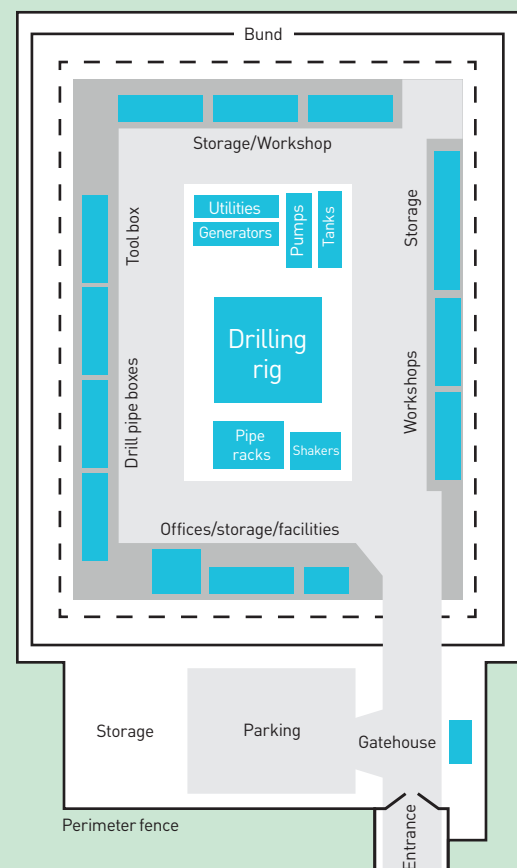 Bund
Storage/Workshop
Tool box
Utilities
Generators
Pumps
Tanks
Storage
Drilling
rig
Drill pipe boxes
Workshops
Pipe
racks
Shakers
Offices/storage/facilities
Storage
Parking
Gatehouse
Perimeter fence
Entrance